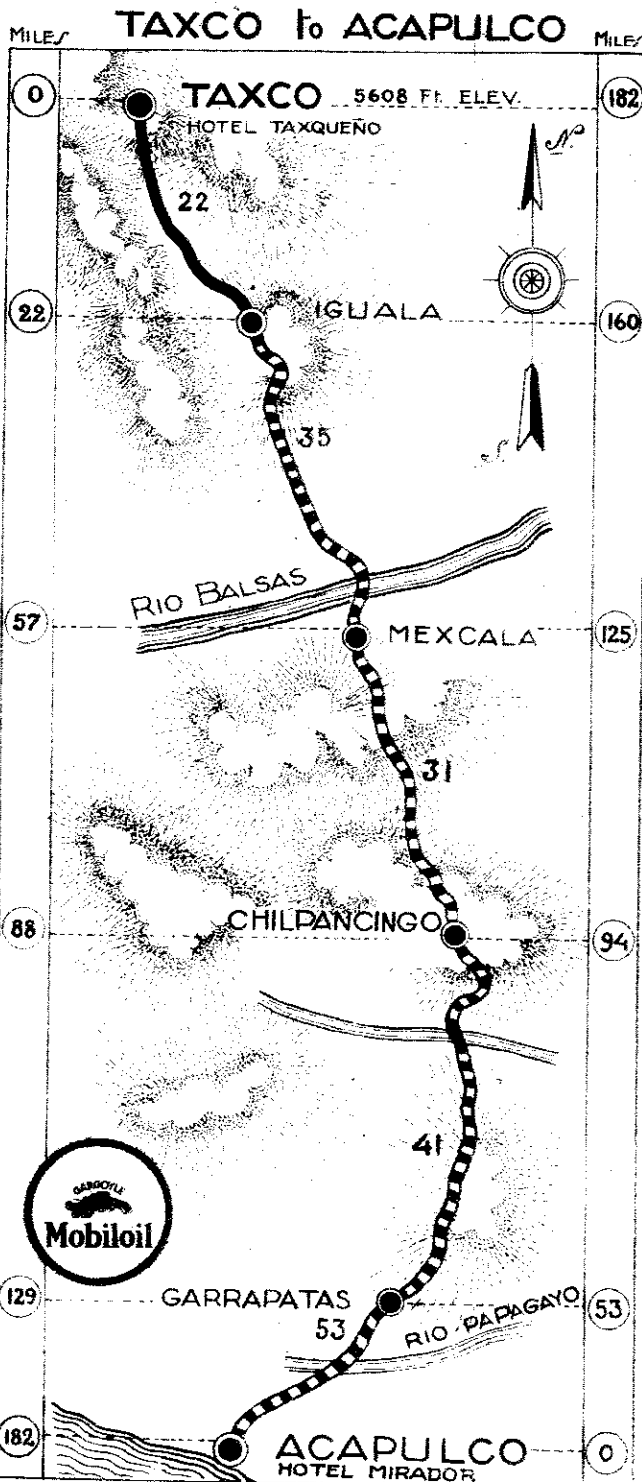 TAXCO to ACAPULCO
MILES
MILES
0
TAXCO 5608 Ft. ELEV.
182
HOTEL TAXQUEÑO
N.
22
22
IGUALA
160
35
S.
RIO BALSAS
57
MEXCALA
125
31
88
CHILPANCINGO
94
41
GARGOYLE
Mobiloil
129
GARRAPATAS
53
53
RIO-PAPAGAYO
182
ACAPULCO
0
HOTEL MIRADOR